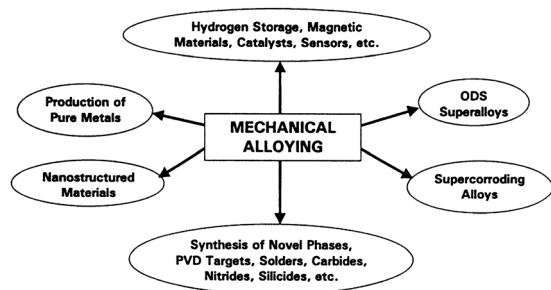 Hydrogen Storage, Magnetic
Materials, Catalysts, Sensors, etc.
Production of
Pure Metals
ODS
Superalloys
MECHANICAL
ALLOYING
Nanostructured
Materials
Supercorroding
Alloys
Synthesis of Novel Phases,
PVD Targets, Solders, Carbides,
Nitrides, Silicides, etc.